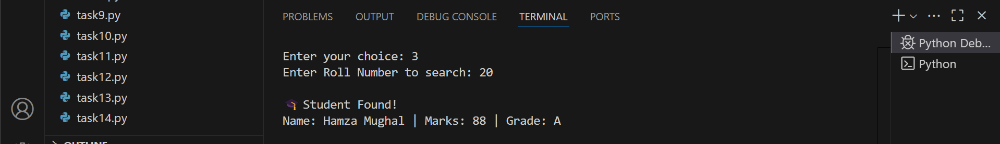 task9.py
task10.py
task11.py
task12.py
task13.py
task14.py
PROBLEMS OUTPUT DEBUG CONSOLE TERMINAL PORTS
Enter your choice: 3
Enter Roll Number to search: 20
🎓 Student Found!
Name: Hamza Mughal | Marks: 88 | Grade: A
Python Deb...
Python
OUTLINE